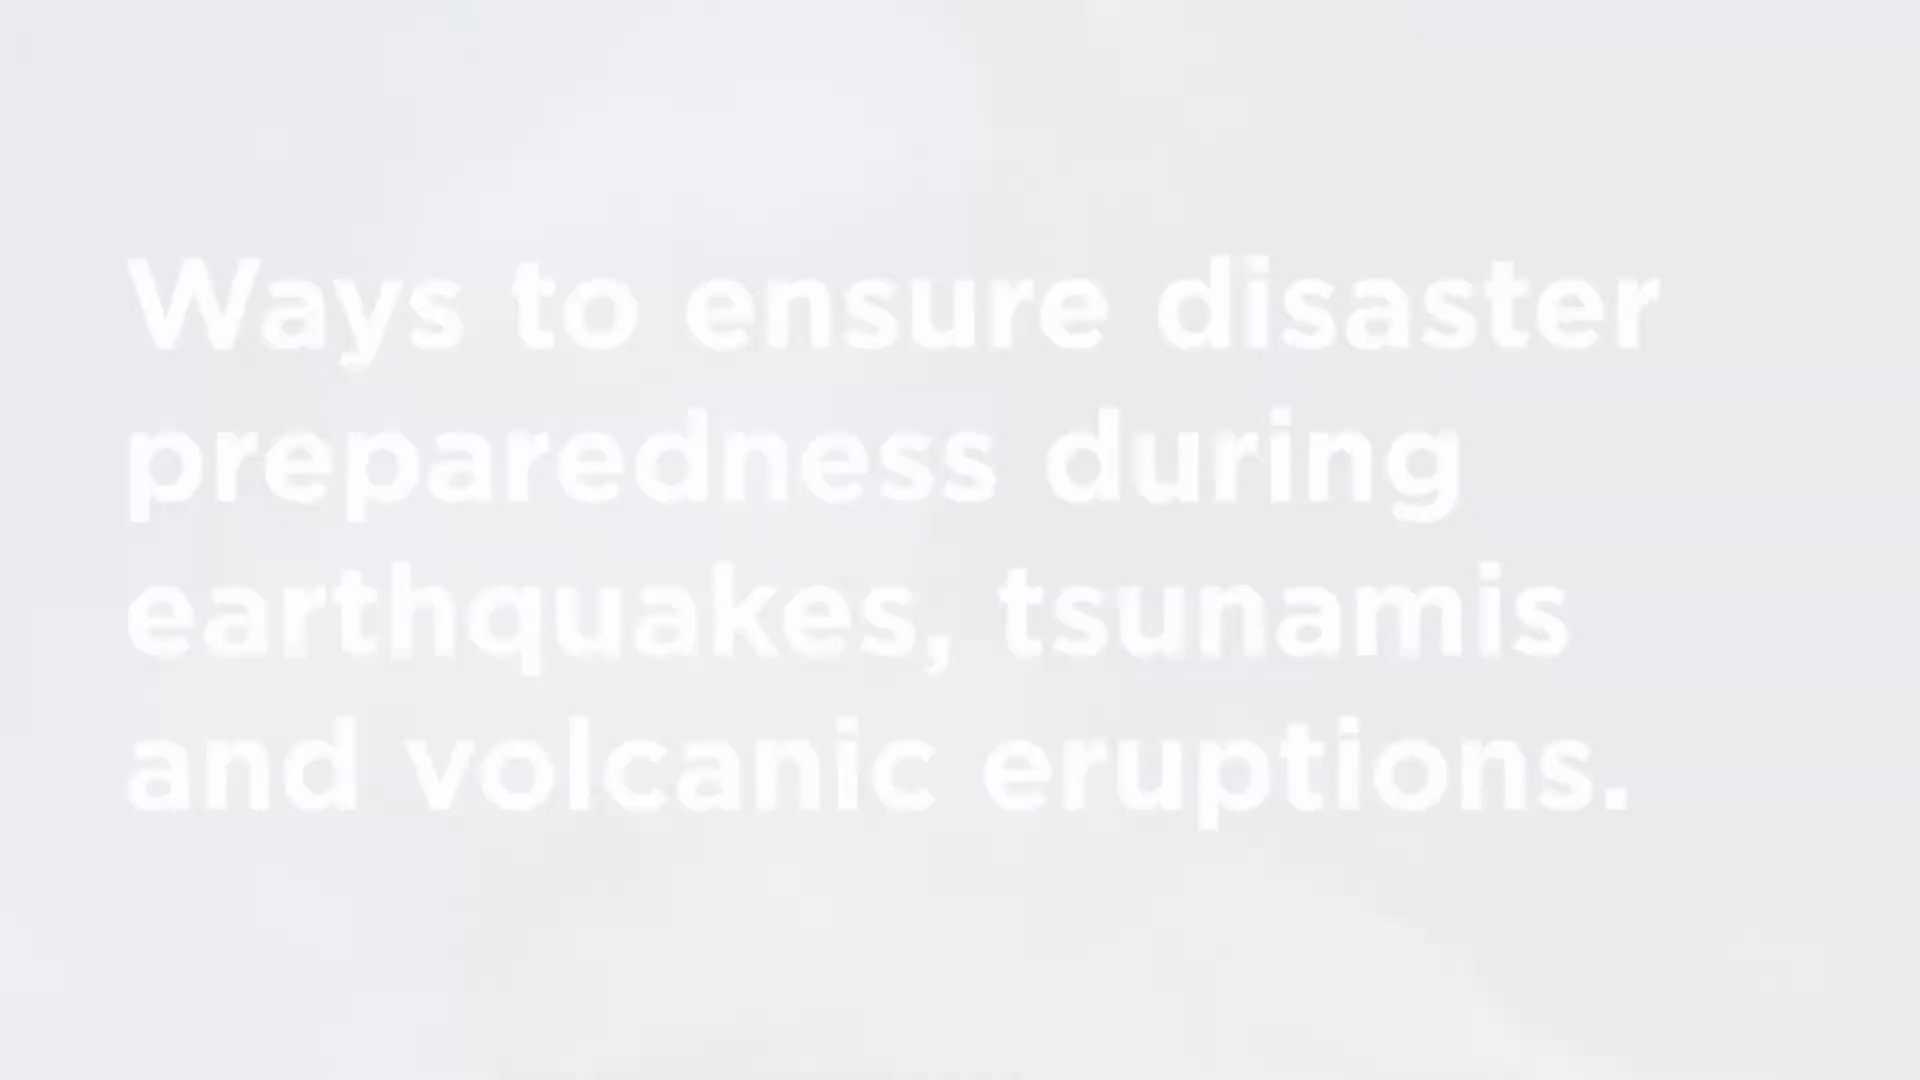 Ways to ensure disaster
preparedness during
earthquakes, tsunamis
and volcanic eruptions.